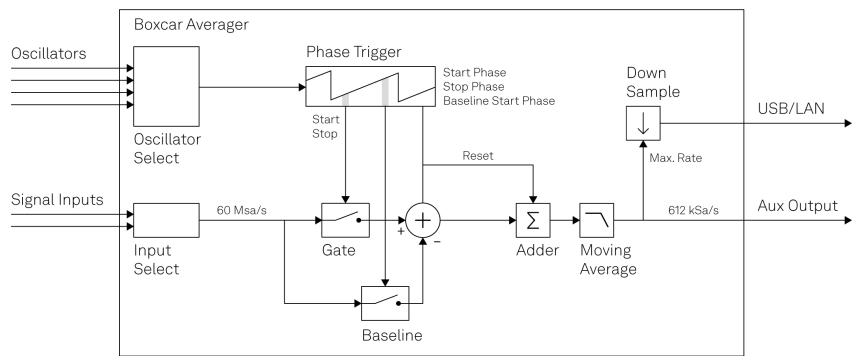 Boxcar Averager
Oscillators
Phase Trigger
Start Phase
Stop Phase
Baseline Start Phase
Down
Sample
USB/LAN
Start
Stop
Oscillator
Select
Reset
Max. Rate
Signal Inputs
60 Msa/s
612 kSa/s
Aux Output
+
+
−
Σ
Input
Select
Gate
Adder
Moving
Average
Baseline